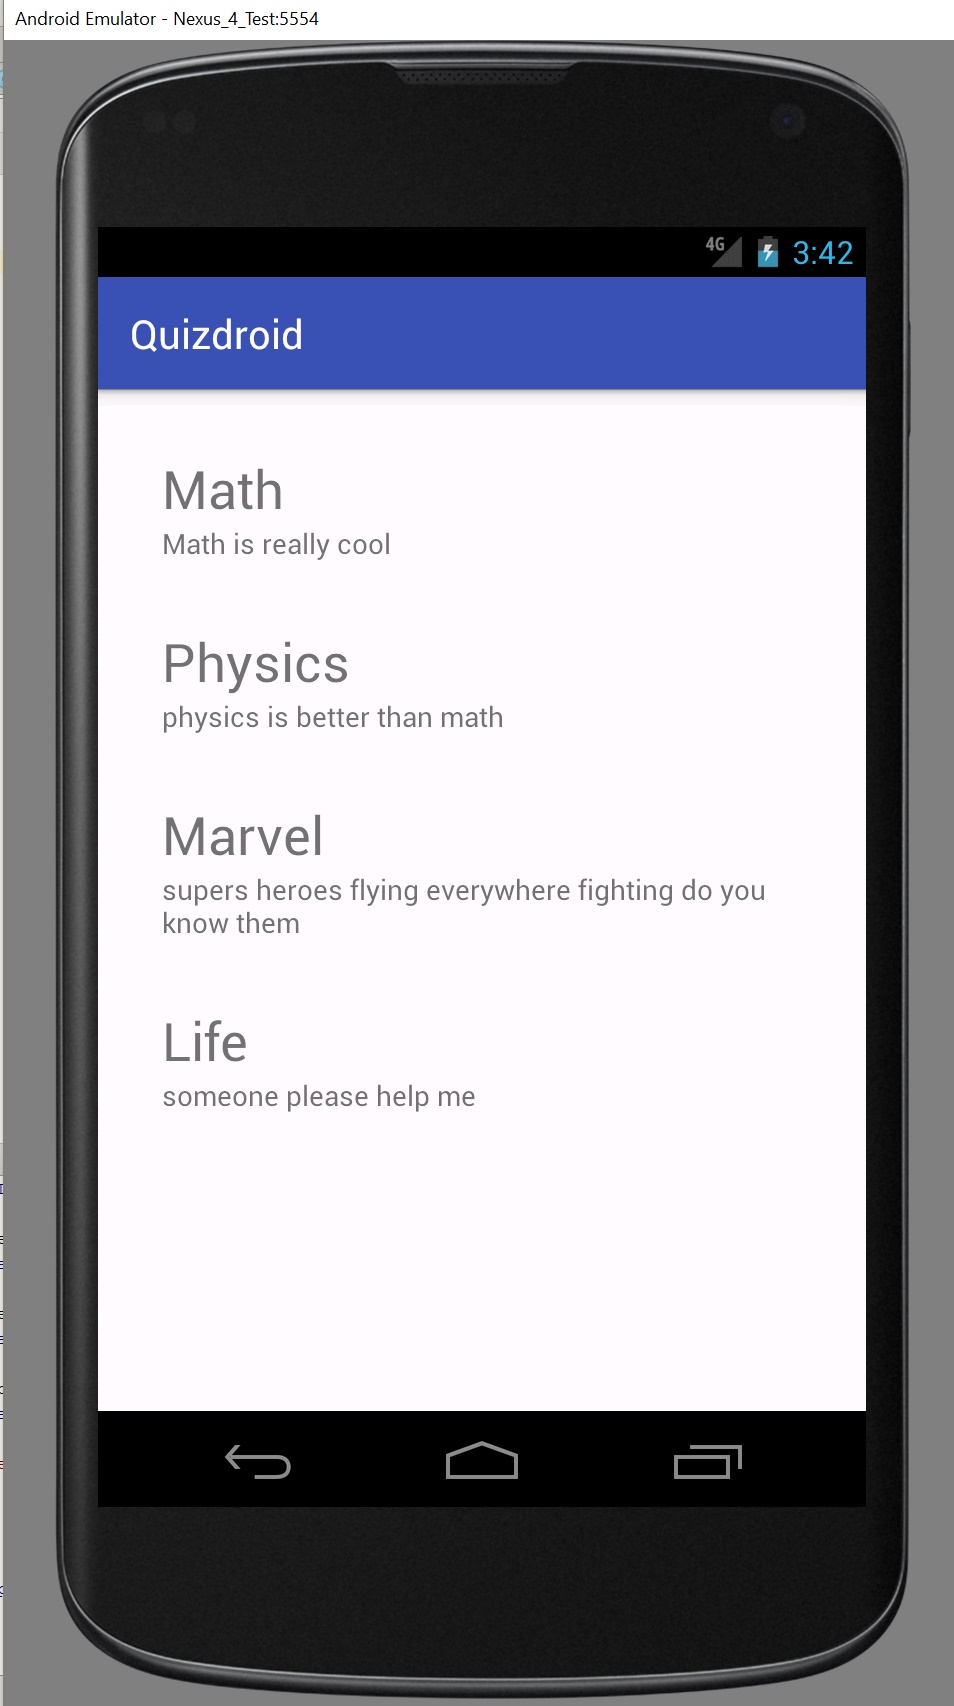 Android Emulator - Nexus_4_Test:5554
4G
3:42
Quizdroid
Math
Math is really cool
Physics
physics is better than math
Marvel
supers heroes flying everywhere fighting do you
know them
Life
someone please help me